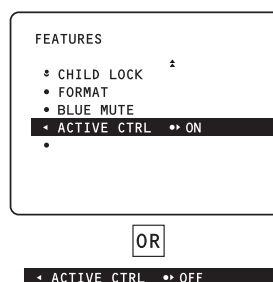 FEATURES
CHILD LOCK
• FORMAT
• BLUE MUTE
◂ ACTIVE CTRL •▸ ON
•
OR
◂ ACTIVE CTRL •▸ OFF